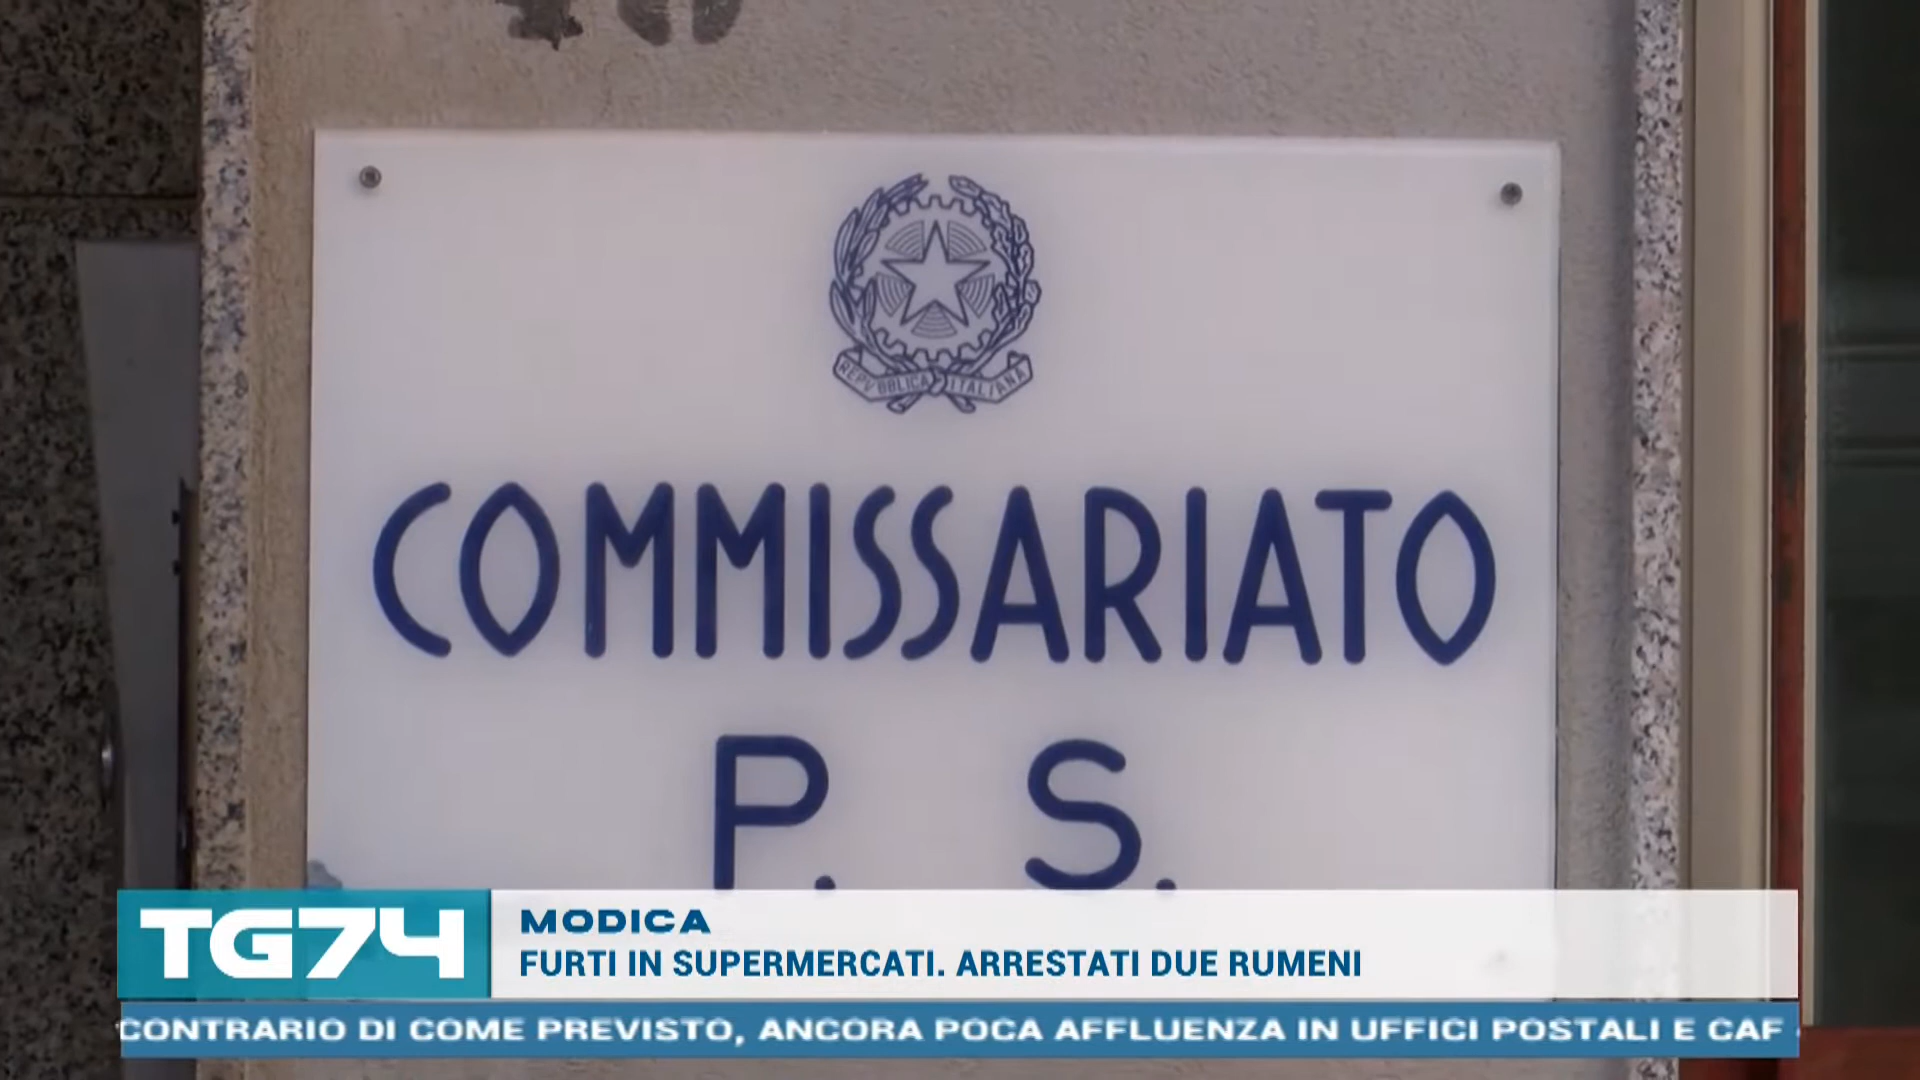 REPVBBLICA ITALIANA
COMMISSARIATO
P. S.
TG74
MODICA
FURTI IN SUPERMERCATI. ARRESTATI DUE RUMENI
CONTRARIO DI COME PREVISTO, ANCORA POCA AFFLUENZA IN UFFICI POSTALI E CAF